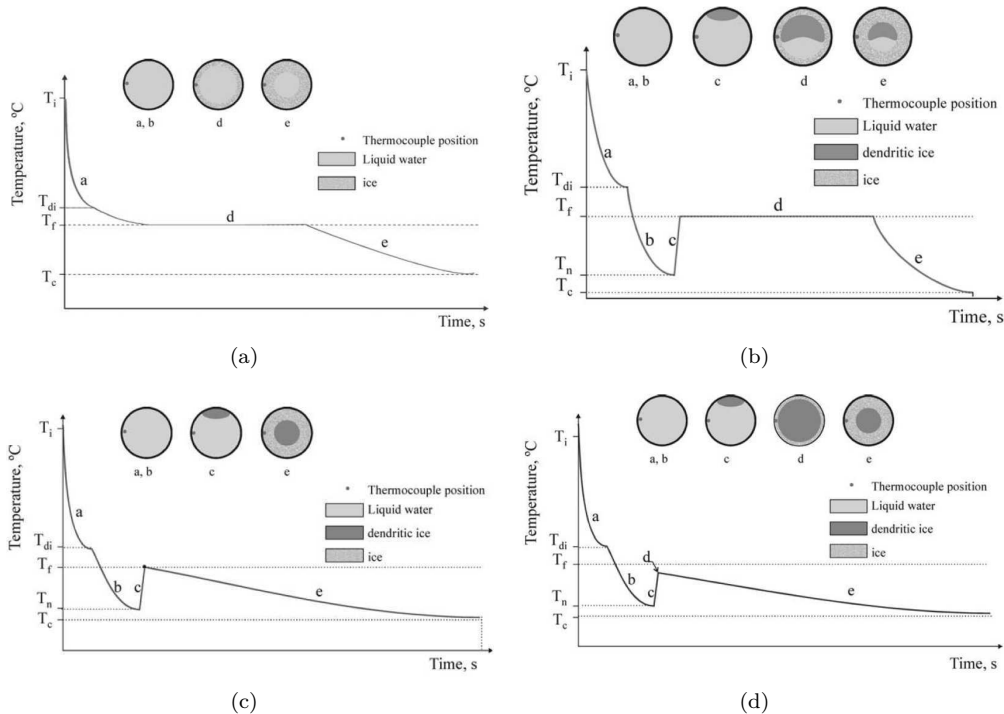 a, b
d
e
Thermocouple position
Liquid water
ice
Temperature, ºC
Ti
Tdi
Tf
Tc
a
d
e
Time, s
(a)
a, b
c
d
e
Thermocouple position
Liquid water
dendritic ice
ice
Temperature, ºC
Ti
Tdi
Tf
Tn
Tc
a
b
c
d
e
Time, s
(b)
a, b
c
e
Thermocouple position
Liquid water
dendritic ice
ice
Temperature, ºC
Ti
Tdi
Tf
Tn
Tc
a
b
c
e
Time, s
(c)
a, b
c
d
e
Thermocouple position
Liquid water
dendritic ice
ice
Temperature, ºC
Ti
Tdi
Tf
Tn
Tc
a
b
c
d
e
Time, s
(d)